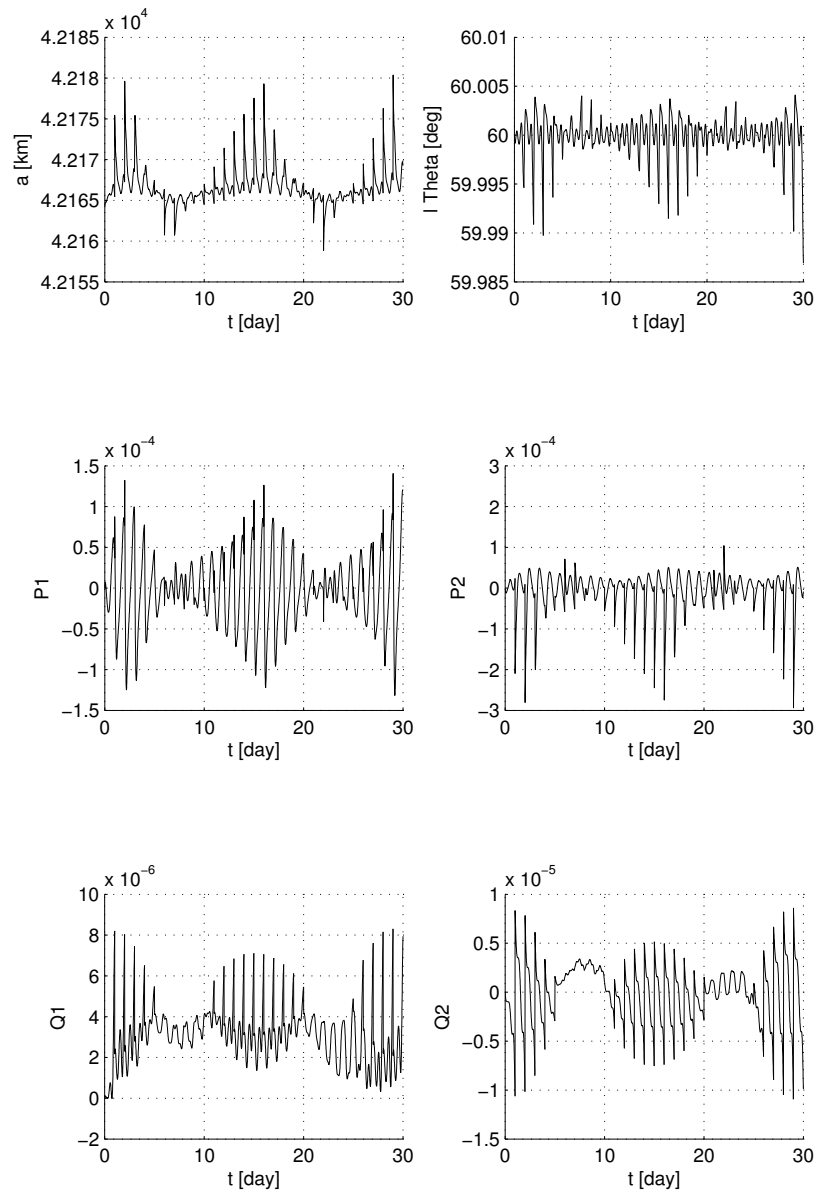 x 10⁴
4.2185
4.218
4.2175
4.217
4.2165
4.216
4.2155
a [km]
0 10 20 30
t [day]
60.01
60.005
60
59.995
59.99
59.985
l Theta [deg]
0 10 20 30
t [day]
x 10⁻⁴
1.5
1
0.5
0
−0.5
−1
−1.5
P1
0 10 20 30
t [day]
x 10⁻⁴
3
2
1
0
−1
−2
−3
P2
0 10 20 30
t [day]
x 10⁻⁶
10
8
6
4
2
0
−2
Q1
0 10 20 30
t [day]
x 10⁻⁵
1
0.5
0
−0.5
−1
−1.5
Q2
0 10 20 30
t [day]